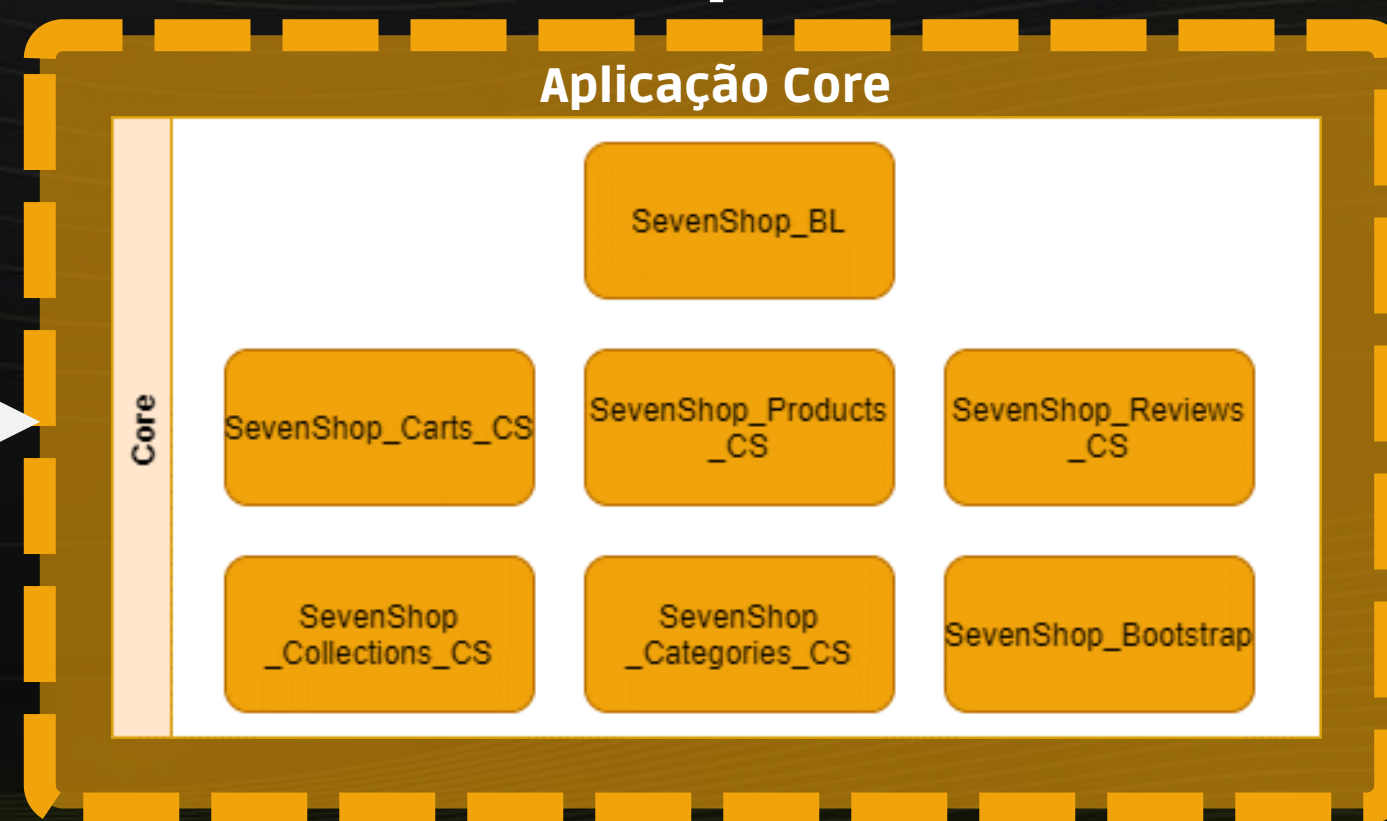 Aplicação Core
Core
SevenShop_BL
SevenShop_Carts_CS
SevenShop_Products
_CS
SevenShop_Reviews
_CS
SevenShop
_Collections_CS
SevenShop
_Categories_CS
SevenShop_Bootstrap